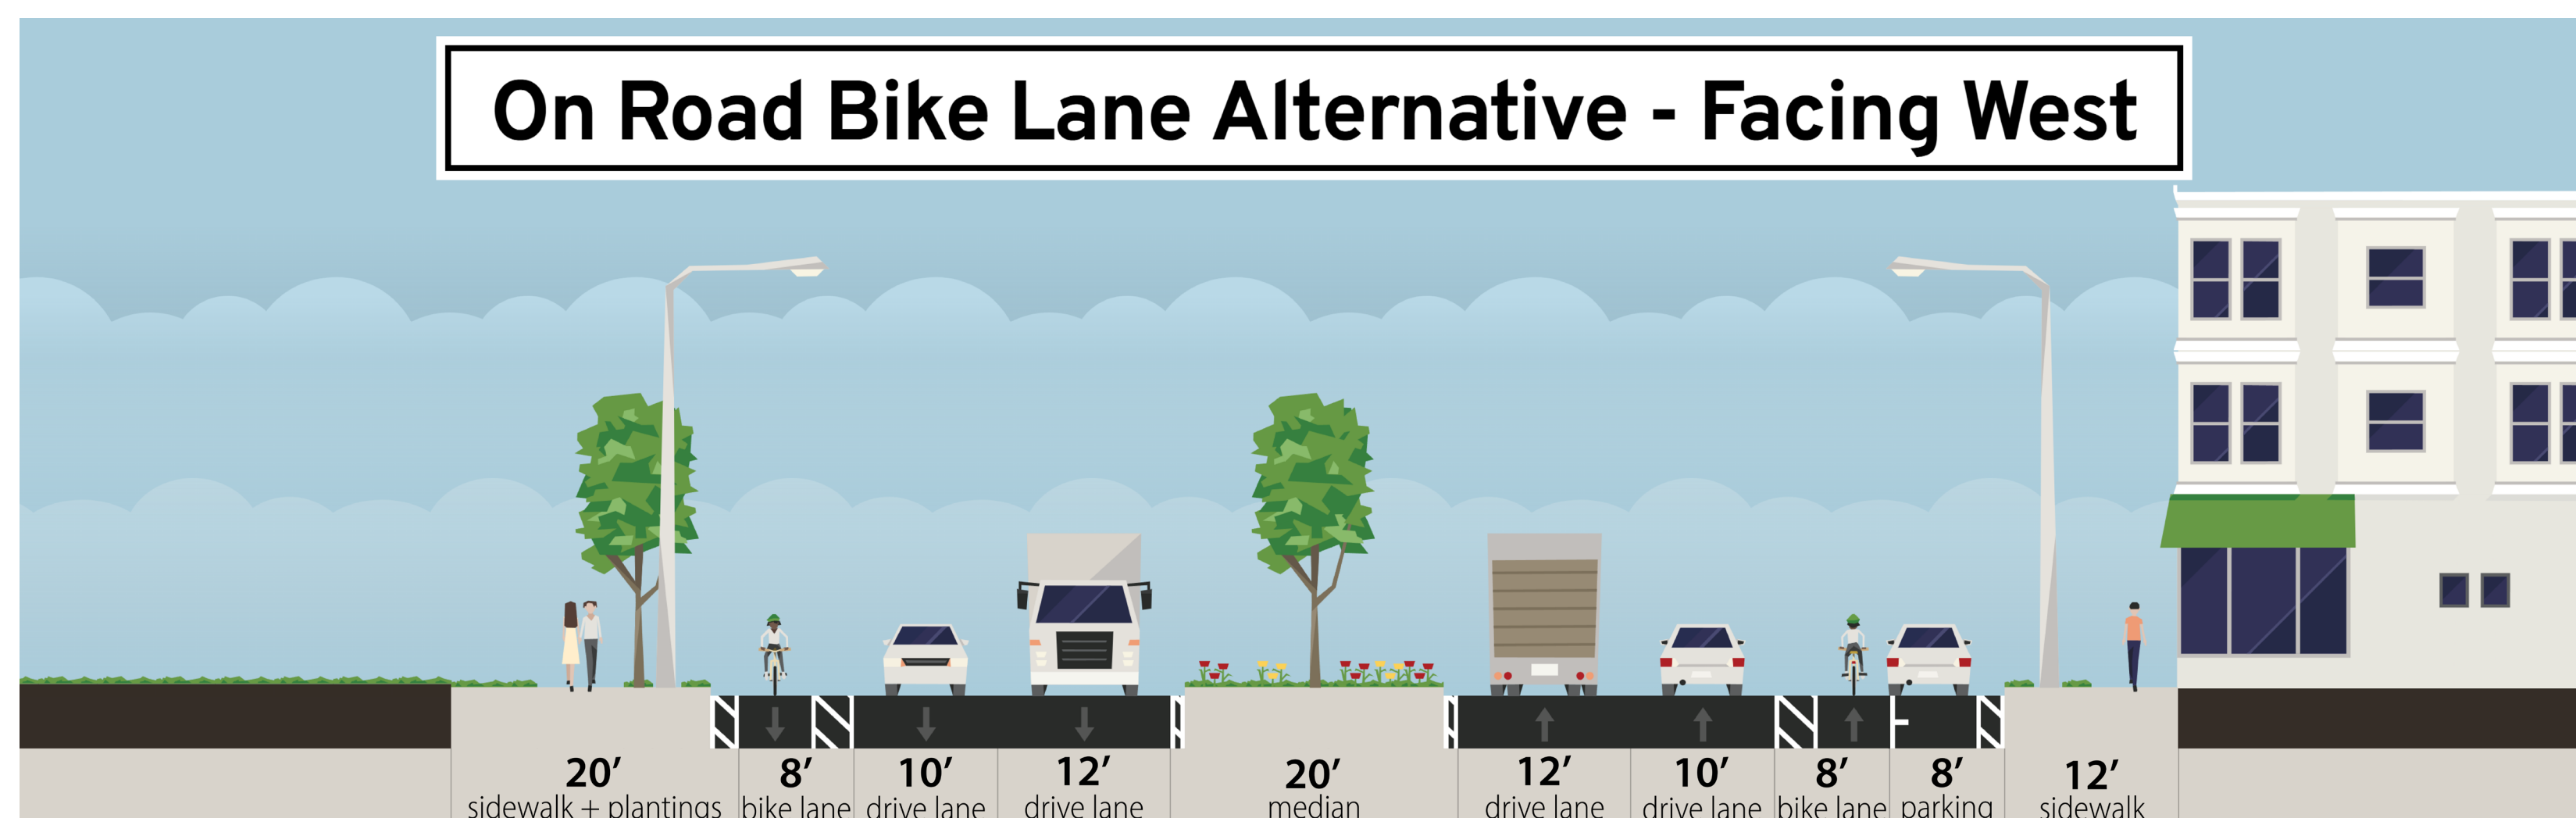 On Road Bike Lane Alternative - Facing West
20’ 8’ 10’ 12’ 20’ 12’ 10’ 8’ 8’ 12’
sidewalk + plantings bike lane drive lane drive lane median drive lane drive lane bike lane parking sidewalk